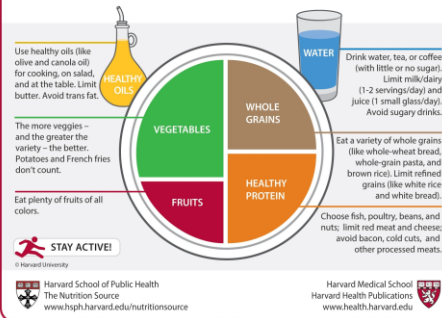 Use healthy oils (like
olive and canola oil)
for cooking, on salad,
and at the table. Limit
butter. Avoid trans fat.
HEALTHY
OILS
The more veggies –
and the greater the
variety – the better.
Potatoes and French fries
don't count.
Eat plenty of fruits of all
colors.
STAY ACTIVE!
© Harvard University
VEGETABLES
FRUITS
WHOLE
GRAINS
HEALTHY
PROTEIN
WATER
Drink water, tea, or coffee
(with little or no sugar).
Limit milk/dairy
(1-2 servings/day) and
juice (1 small glass/day).
Avoid sugary drinks.
Eat a variety of whole grains
(like whole-wheat bread,
whole-grain pasta, and
brown rice). Limit refined
grains (like white rice
and white bread).
Choose fish, poultry, beans, and
nuts; limit red meat and cheese;
avoid bacon, cold cuts, and
other processed meats.
Harvard School of Public Health
The Nutrition Source
www.hsph.harvard.edu/nutritionsource
Harvard Medical School
Harvard Health Publications
www.health.harvard.edu